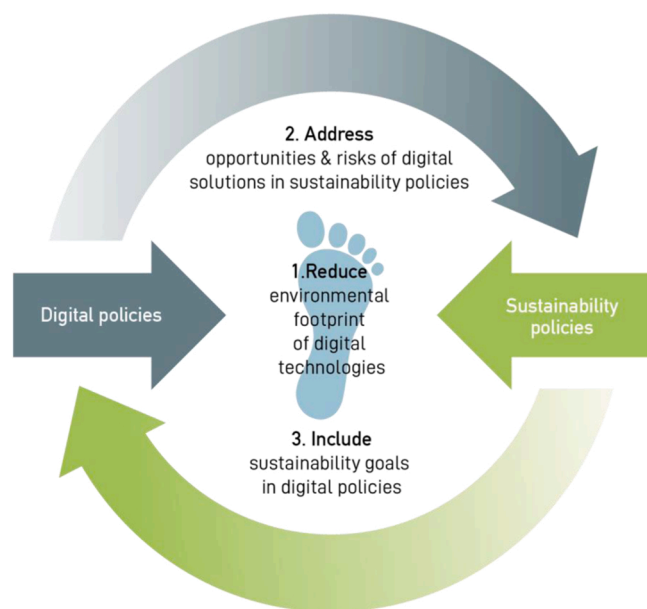 2. Address
opportunities & risks of digital
solutions in sustainability policies
1.Reduce
environmental
footprint
of digital
technologies
Digital policies
Sustainability
policies
3. Include
sustainability goals
in digital policies